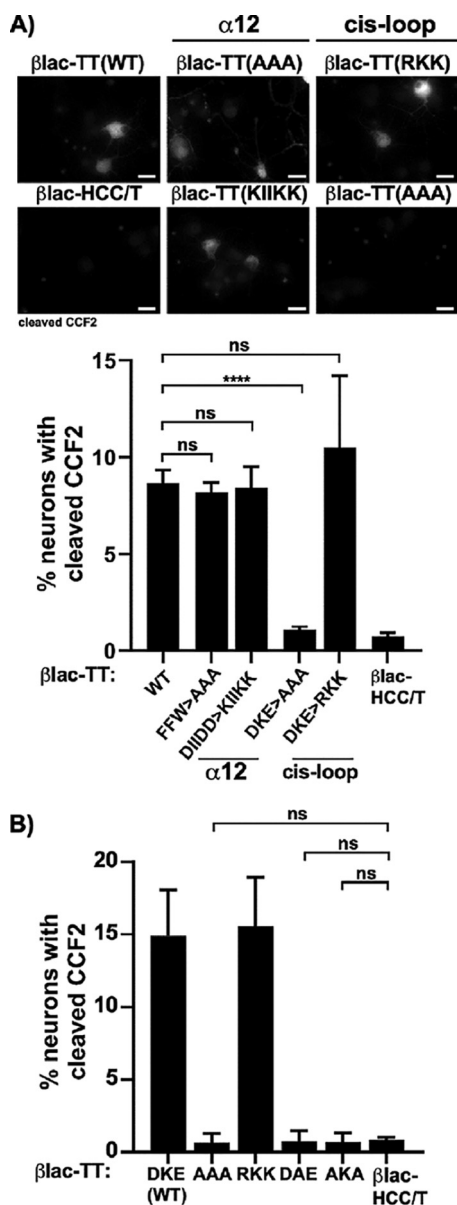 A)
α12 cis-loop
βlac-TT(WT) βlac-TT(AAA) βlac-TT(RKK)
βlac-HCC/T βlac-TT(KIIKK) βlac-TT(AAA)
cleaved CCF2
ns
****
ns
ns
% neurons with
cleaved CCF2
15
10
5
0
βlac-TT:
WT
FFW>AAA
DIIDD>KIIKK
DKE>AAA
DKE>RKK
βlac-
HCC/T
α12 cis-loop
B)
ns
ns
ns
% neurons with
cleaved CCF2
20
15
10
5
0
βlac-TT: DKE AAA RKK DAE AKA βlac-
(WT) HCC/T